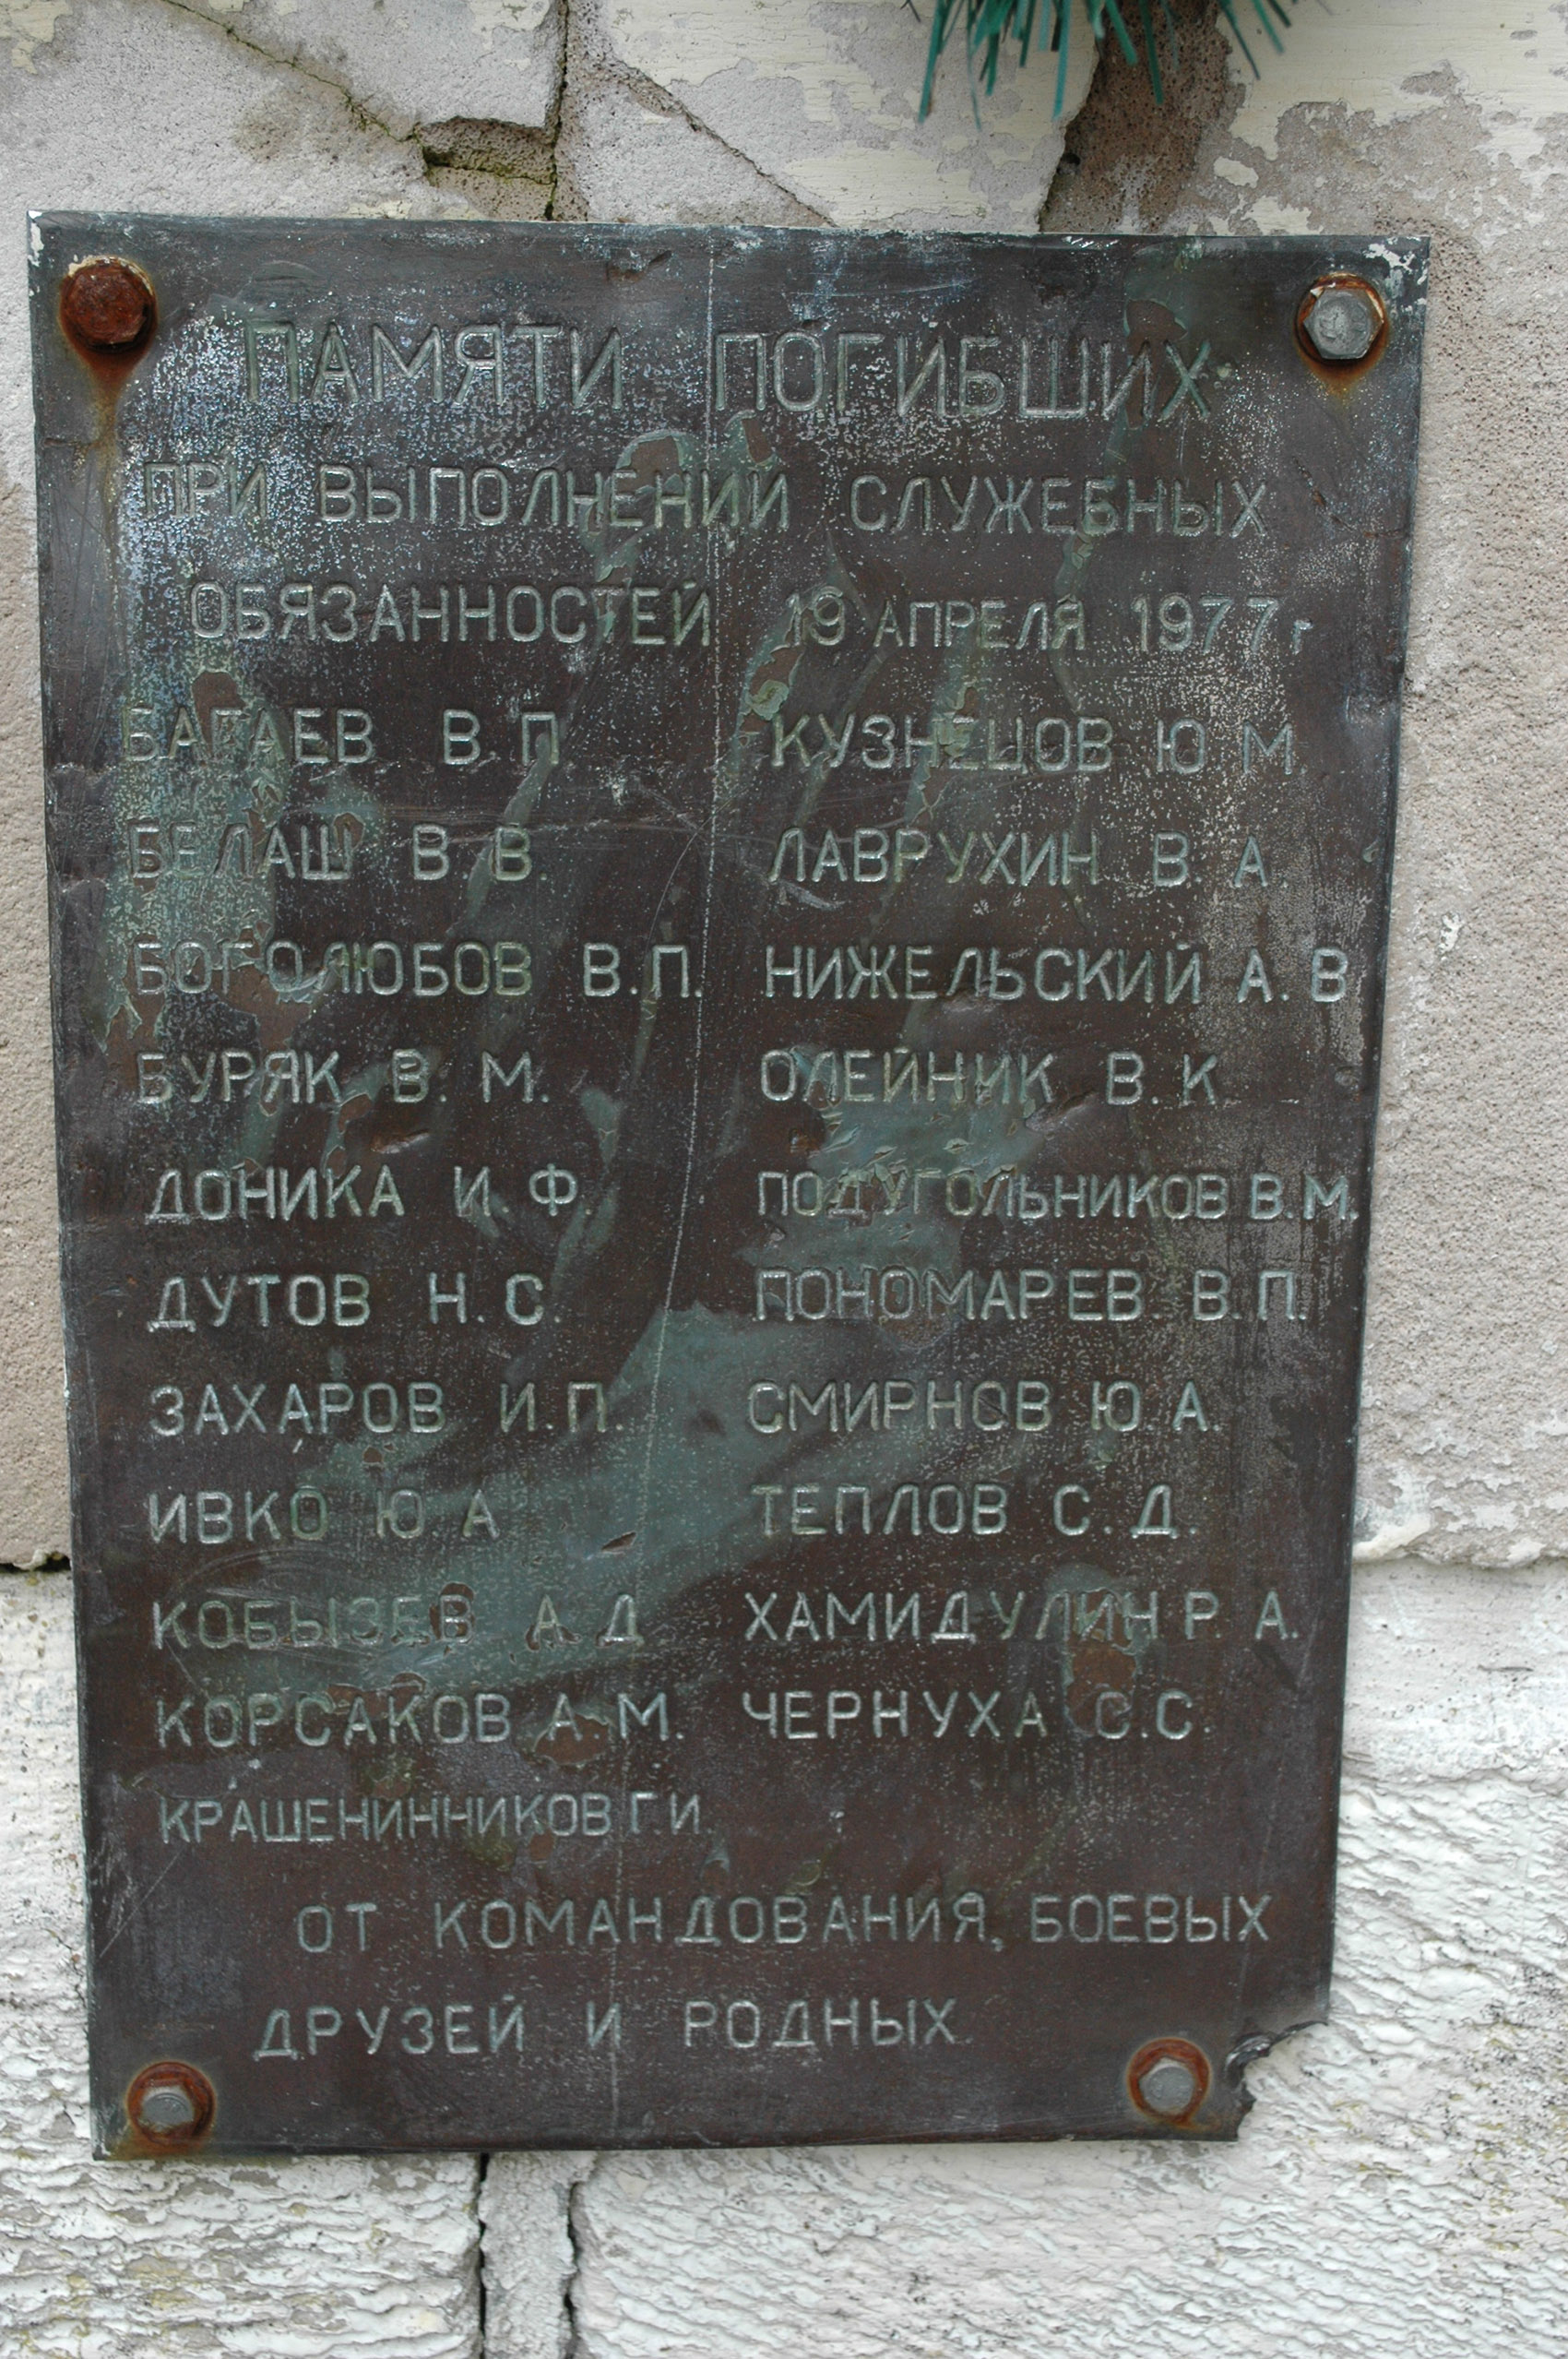 ПАМЯТИ ПОГИБШИХ
ПРИ ВЫПОЛНЕНИИ СЛУЖЕБНЫХ
ОБЯЗАННОСТЕЙ 19 АПРЕЛЯ 1977 г
БАГАЕВ В. П
КУЗНЕЦОВ Ю М.
БЕЛАШ В. В.
ЛАВРУХИН В. А.
БОГОЛЮБОВ В.П.
НИЖЕЛЬСКИЙ А. В
БУРЯК В. М.
ОЛЕЙНИК В. К
ДОНИКА И. Ф.
ПОДУГОЛЬНИКОВ В.М.
ДУТОВ Н. С.
ПОНОМАРЕВ В.П.
ЗАХАРОВ И.П.
СМИРНОВ Ю А.
ИВКО Ю. А
ТЕПЛОВ С. Д.
КОБЫЗЕВ А. Д
ХАМИДУЛИН Р. А.
КОРСАКОВ А. М.
ЧЕРНУХА С.С.
КРАШЕНИННИКОВ Г. И.
ОТ КОМАНДОВАНИЯ, БОЕВЫХ
ДРУЗЕЙ И РОДНЫХ